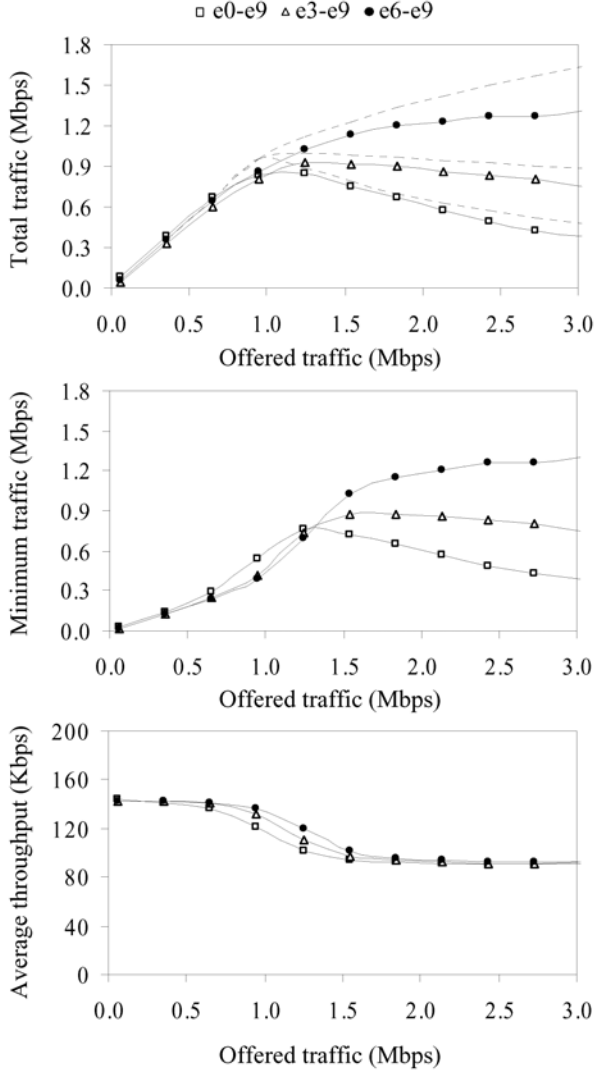 e0-e9 e3-e9 e6-e9
Total traffic (Mbps)
1.8
1.5
1.2
0.9
0.6
0.3
0.0
0.0 0.5 1.0 1.5 2.0 2.5 3.0
Offered traffic (Mbps)
Minimum traffic (Mbps)
1.8
1.5
1.2
0.9
0.6
0.3
0.0
0.0 0.5 1.0 1.5 2.0 2.5 3.0
Offered traffic (Mbps)
Average throughput (Kbps)
200
160
120
80
40
0
0.0 0.5 1.0 1.5 2.0 2.5 3.0
Offered traffic (Mbps)